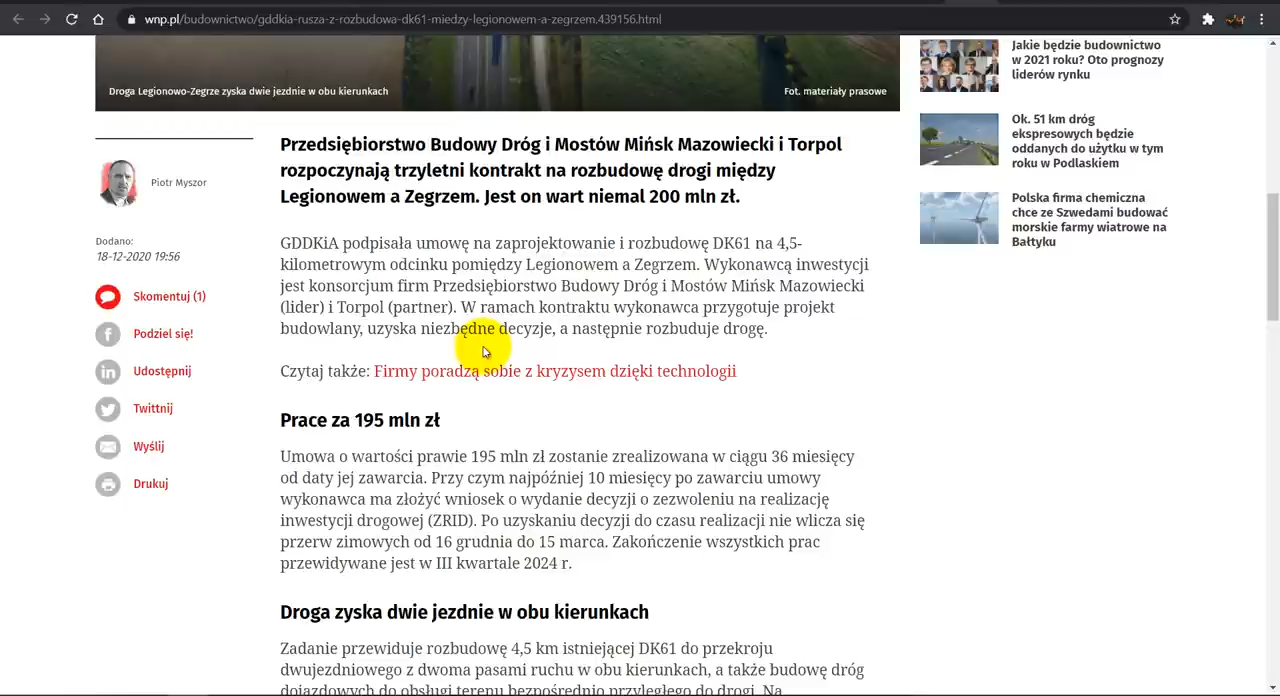 wnp.pl/budownictwo/gddkia-rusza-z-rozbudowa-dk61-miedzy-legionowem-a-zegrzem,439156.html
Droga Legionowo-Zegrze zyska dwie jezdnie w obu kierunkach
Fot. materiały prasowe
Piotr Myszor
Dodano:
18-12-2020 19:56
Skomentuj (1)
Podziel się!
Udostępnij
Twittnij
Wyślij
Drukuj
Przedsiębiorstwo Budowy Dróg i Mostów Mińsk Mazowiecki i Torpol
rozpoczynają trzyletni kontrakt na rozbudowę drogi między
Legionowem a Zegrzem. Jest on wart niemal 200 mln zł.
GDDKiA podpisała umowę na zaprojektowanie i rozbudowę DK61 na 4,5-
kilometrowym odcinku pomiędzy Legionowem a Zegrzem. Wykonawcą inwestycji
jest konsorcjum firm Przedsiębiorstwo Budowy Dróg i Mostów Mińsk Mazowiecki
(lider) i Torpol (partner). W ramach kontraktu wykonawca przygotuje projekt
budowlany, uzyska niezbędne decyzje, a następnie rozbuduje drogę.
Czytaj także: Firmy poradzą sobie z kryzysem dzięki technologii
Prace za 195 mln zł
Umowa o wartości prawie 195 mln zł zostanie zrealizowana w ciągu 36 miesięcy
od daty jej zawarcia. Przy czym najpóźniej 10 miesięcy po zawarciu umowy
wykonawca ma złożyć wniosek o wydanie decyzji o zezwoleniu na realizację
inwestycji drogowej (ZRID). Po uzyskaniu decyzji do czasu realizacji nie wlicza się
przerw zimowych od 16 grudnia do 15 marca. Zakończenie wszystkich prac
przewidywane jest w III kwartale 2024 r.
Droga zyska dwie jezdnie w obu kierunkach
Zadanie przewiduje rozbudowę 4,5 km istniejącej DK61 do przekroju
dwujezdniowego z dwoma pasami ruchu w obu kierunkach, a także budowę dróg
dojazdowych do obsługi terenu bezpośrednio przyległego do drogi. Na
Jakie będzie budownictwo
w 2021 roku? Oto prognozy
liderów rynku
Ok. 51 km dróg
ekspresowych będzie
oddanych do użytku w tym
roku w Podlaskiem
Polska firma chemiczna
chce ze Szwedami budować
morskie farmy wiatrowe na
Bałtyku